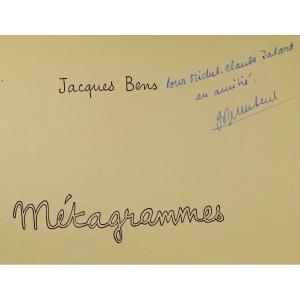 Jacques Bens pour Michel-Claude Jalard
en amitié.
Métagrammes